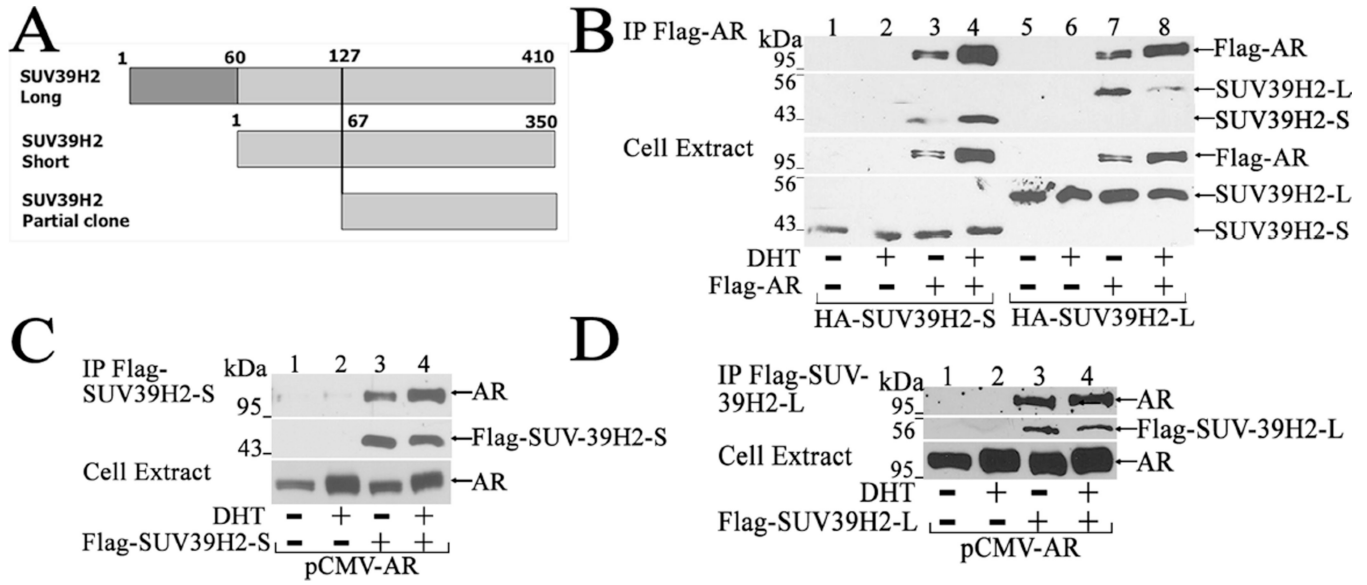 A
1 60 127 410
SUV39H2
Long
1 67 350
SUV39H2
Short
SUV39H2
Partial clone
B
IP Flag-AR
kDa
1 2 3 4 5 6 7 8
95
Flag-AR
56
SUV39H2-L
43
SUV39H2-S
Cell Extract
95
Flag-AR
56
SUV39H2-L
43
SUV39H2-S
DHT - + - + - + - +
Flag-AR - - + + - - + +
HA-SUV39H2-S HA-SUV39H2-L
C
IP Flag-
SUV39H2-S
kDa
1 2 3 4
95
AR
43
Flag-SUV-39H2-S
Cell Extract
AR
DHT - + - +
Flag-SUV39H2-S - - + +
pCMV-AR
D
IP Flag-SUV-
39H2-L
kDa
1 2 3 4
95
AR
56
Flag-SUV-39H2-L
Cell Extract
95
AR
DHT - + - +
Flag-SUV39H2-L - - + +
pCMV-AR